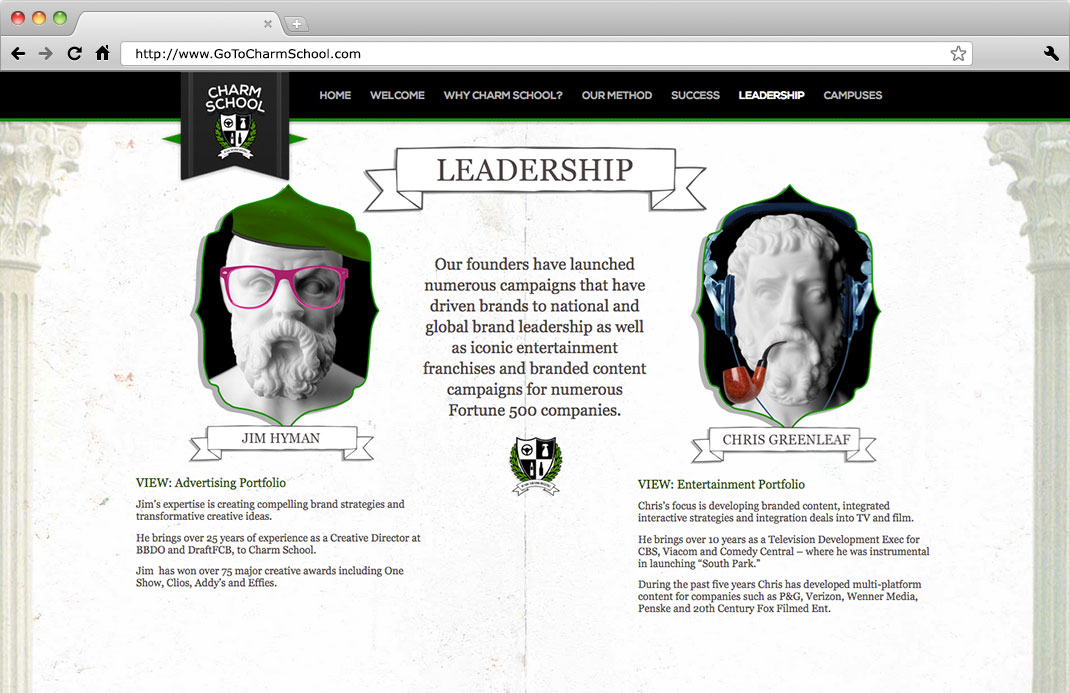 http://www.GoToCharmSchool.com
CHARM
SCHOOL
HOME
WELCOME
WHY CHARM SCHOOL?
OUR METHOD
SUCCESS
LEADERSHIP
CAMPUSES
LEADERSHIP
Our founders have launched
numerous campaigns that have
driven brands to national and
global brand leadership as well
as iconic entertainment
franchises and branded content
campaigns for numerous
Fortune 500 companies.
JIM HYMAN
VIEW: Advertising Portfolio
Jim's expertise is creating compelling brand strategies and
transformative creative ideas.
He brings over 25 years of experience as a Creative Director at
BBDO and DraftFCB, to Charm School.
Jim has won over 75 major creative awards including One
Show, Clios, Addy's and Effies.
CHRIS GREENLEAF
VIEW: Entertainment Portfolio
Chris's focus is developing branded content, integrated
interactive strategies and integration deals into TV and film.
He brings over 10 years as a Television Development Exec for
CBS, Viacom and Comedy Central – where he was instrumental
in launching “South Park.”
During the past five years Chris has developed multi-platform
content for companies such as P&G, Verizon, Wenner Media,
Penske and 20th Century Fox Filmed Ent.